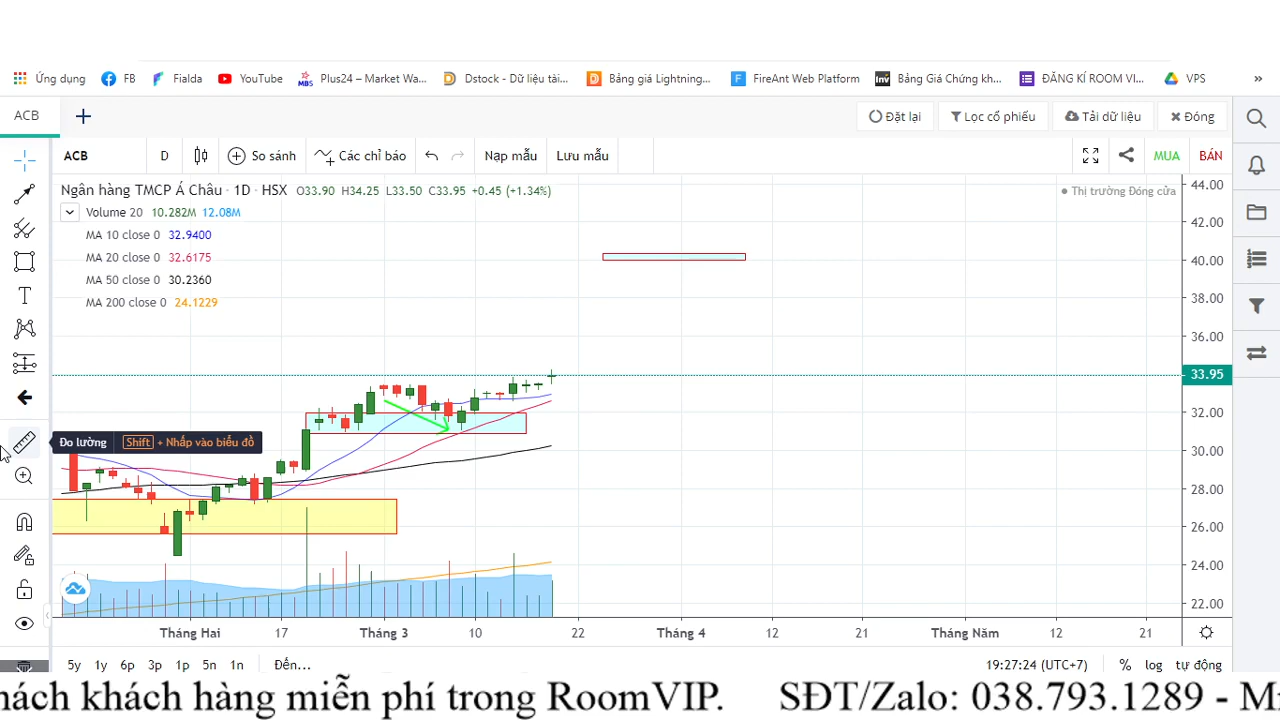 Ứng dụng FB Fialda YouTube Plus24 – Market Wa... Dstock - Dữ liệu tài... Bảng giá Lightning... FireAnt Web Platform Bảng Giá Chứng kh... ĐĂNG KÍ ROOM VI... VPS »
ACB + Đặt lại Lọc cổ phiếu Tải dữ liệu Đóng
ACB D So sánh Các chỉ báo Nạp mẫu Lưu mẫu MUA BÁN
Ngân hàng TMCP Á Châu · 1D · HSX O33.90 H34.25 L33.50 C33.95 +0.45 (+1.34%)
Thị trường Đóng cửa
Volume 20 10.282M 12.08M
MA 10 close 0 32.9400
MA 20 close 0 32.6175
MA 50 close 0 30.2360
MA 200 close 0 24.1229
44.00
42.00
40.00
38.00
36.00
33.95
32.00
30.00
28.00
26.00
24.00
22.00
Đo lường Shift + Nhấp vào biểu đồ
Tháng Hai 17 Tháng 3 10 22 Tháng 4 12 21 Tháng Năm 12 21
5y 1y 6p 3p 1p 5n 1n Đến... 19:27:24 (UTC+7) % log tự động
hách khách hàng miễn phí trong RoomVIP. SĐT/Zalo: 038.793.1289 -